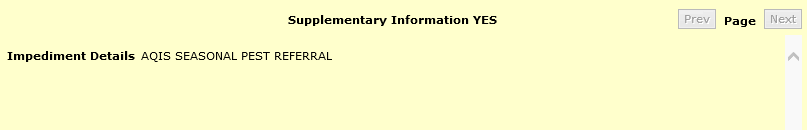 Supplementary Information YES Prev Page Next
Impediment Details AQIS SEASONAL PEST REFERRAL